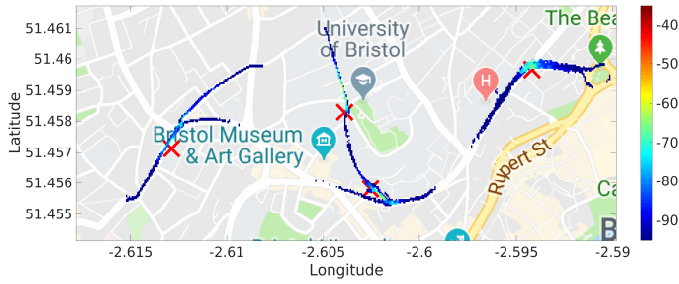 The Bea
51.461
51.46
51.459
51.458
51.457
51.456
51.455
Latitude
University
of Bristol
H
Bristol Museum
& Art Gallery
Rupert St
Ca
B
-40
-50
-60
-70
-80
-90
-2.615
-2.61
-2.605
-2.6
-2.595
-2.59
Longitude